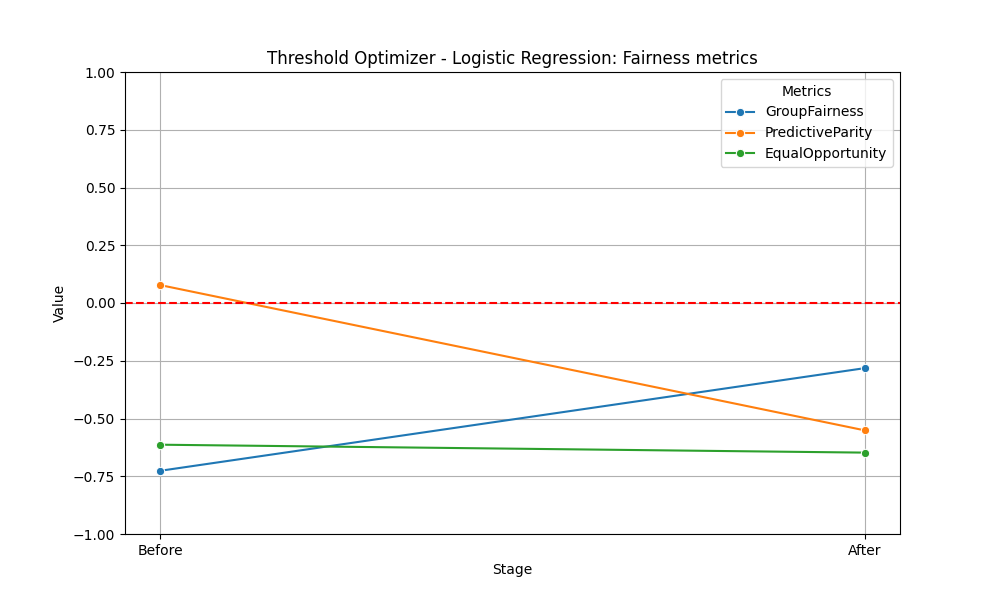 Threshold Optimizer - Logistic Regression: Fairness metrics
1.00
0.75
0.50
0.25
0.00
−0.25
−0.50
−0.75
−1.00
Value
Metrics
GroupFairness
PredictiveParity
EqualOpportunity
Before
After
Stage